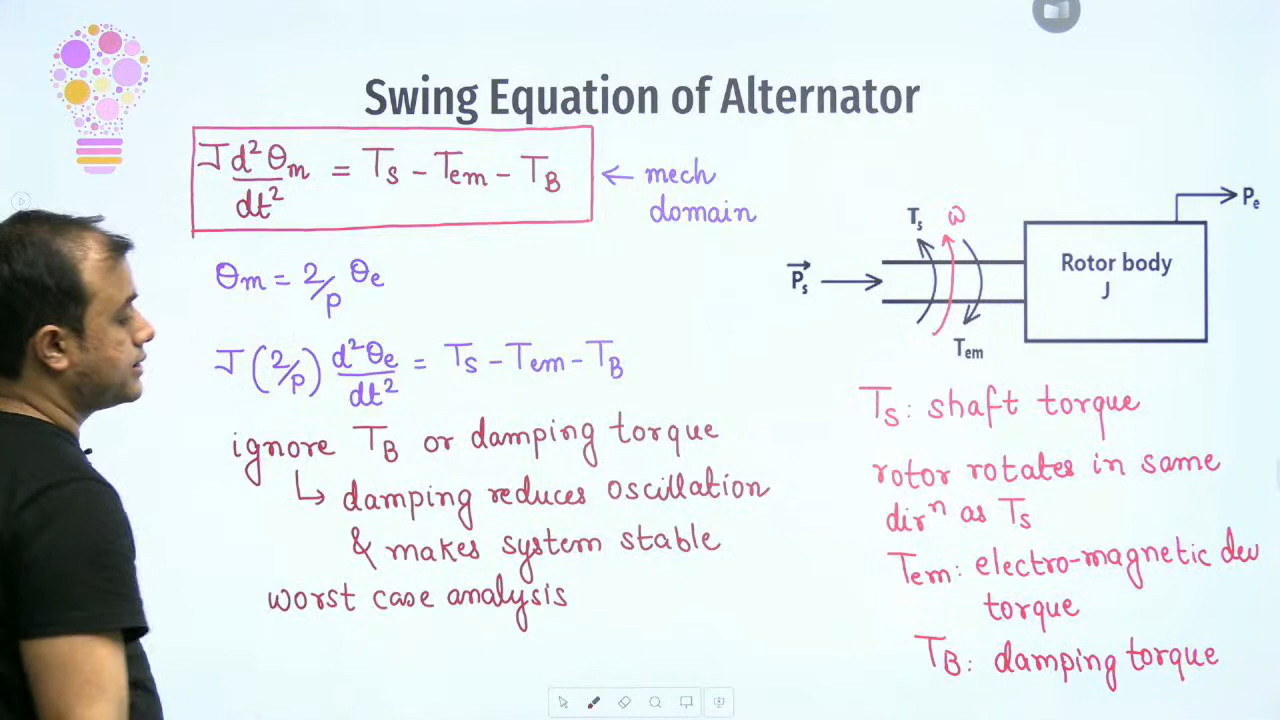 Swing Equation of Alternator
J d²θm/dt² = Ts - Tem - TB ← mech domain
θm = 2/p θe
J (2/p) d²θe/dt² = Ts - Tem - TB
ignore TB or damping torque
↳ damping reduces oscillation
& makes system stable
worst case analysis
Ts ω Pe
Ps
Rotor body
J
Tem
Ts: shaft torque
rotor rotates in same
dirⁿ as Ts
Tem: electro-magnetic dev
torque
TB: damping torque